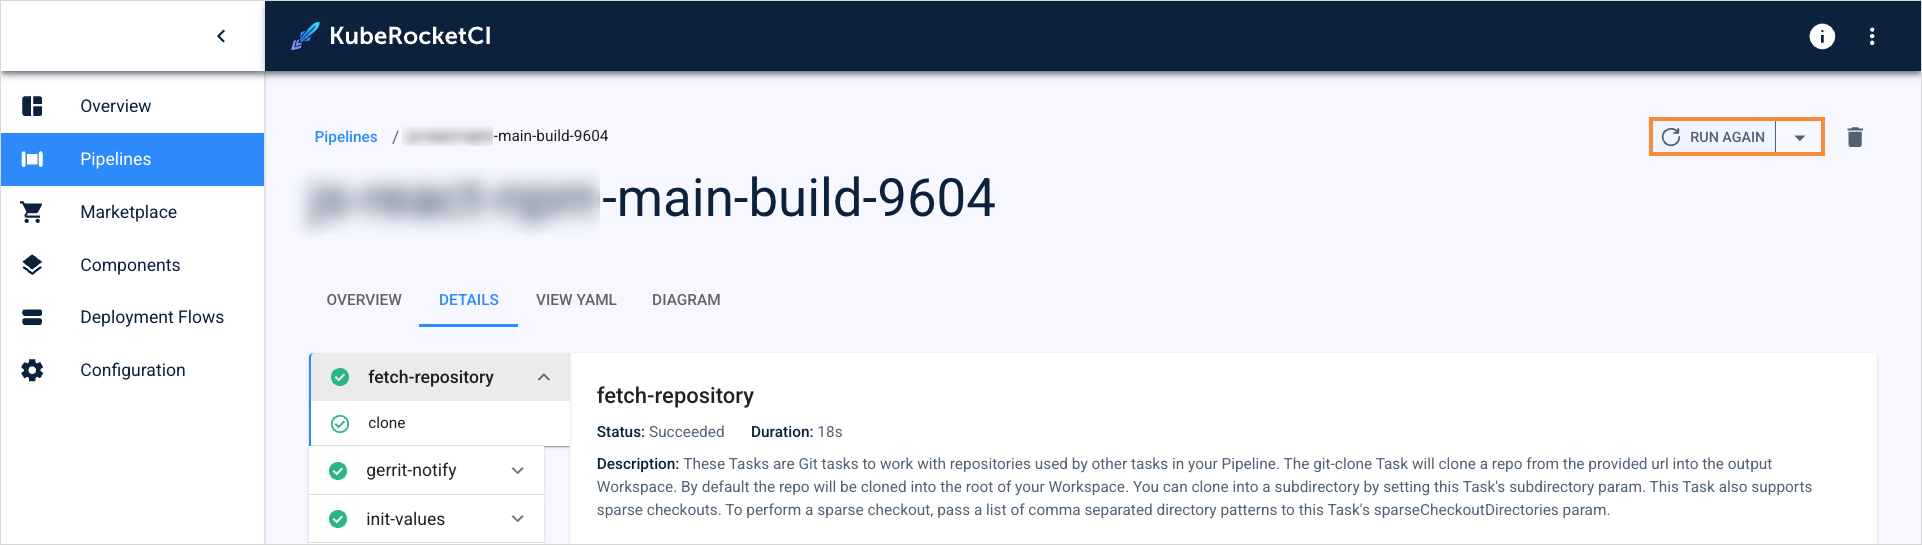 KubeRocketCI
Overview
Pipelines
Marketplace
Components
Deployment Flows
Configuration
Pipelines / -main-build-9604
RUN AGAIN
-main-build-9604
OVERVIEW DETAILS VIEW YAML DIAGRAM
fetch-repository
clone
gerrit-notify
init-values
fetch-repository
Status: Succeeded Duration: 18s
Description: These Tasks are Git tasks to work with repositories used by other tasks in your Pipeline. The git-clone Task will clone a repo from the provided url into the output
Workspace. By default the repo will be cloned into the root of your Workspace. You can clone into a subdirectory by setting this Task's subdirectory param. This Task also supports
sparse checkouts. To perform a sparse checkout, pass a list of comma separated directory patterns to this Task's sparseCheckoutDirectories param.